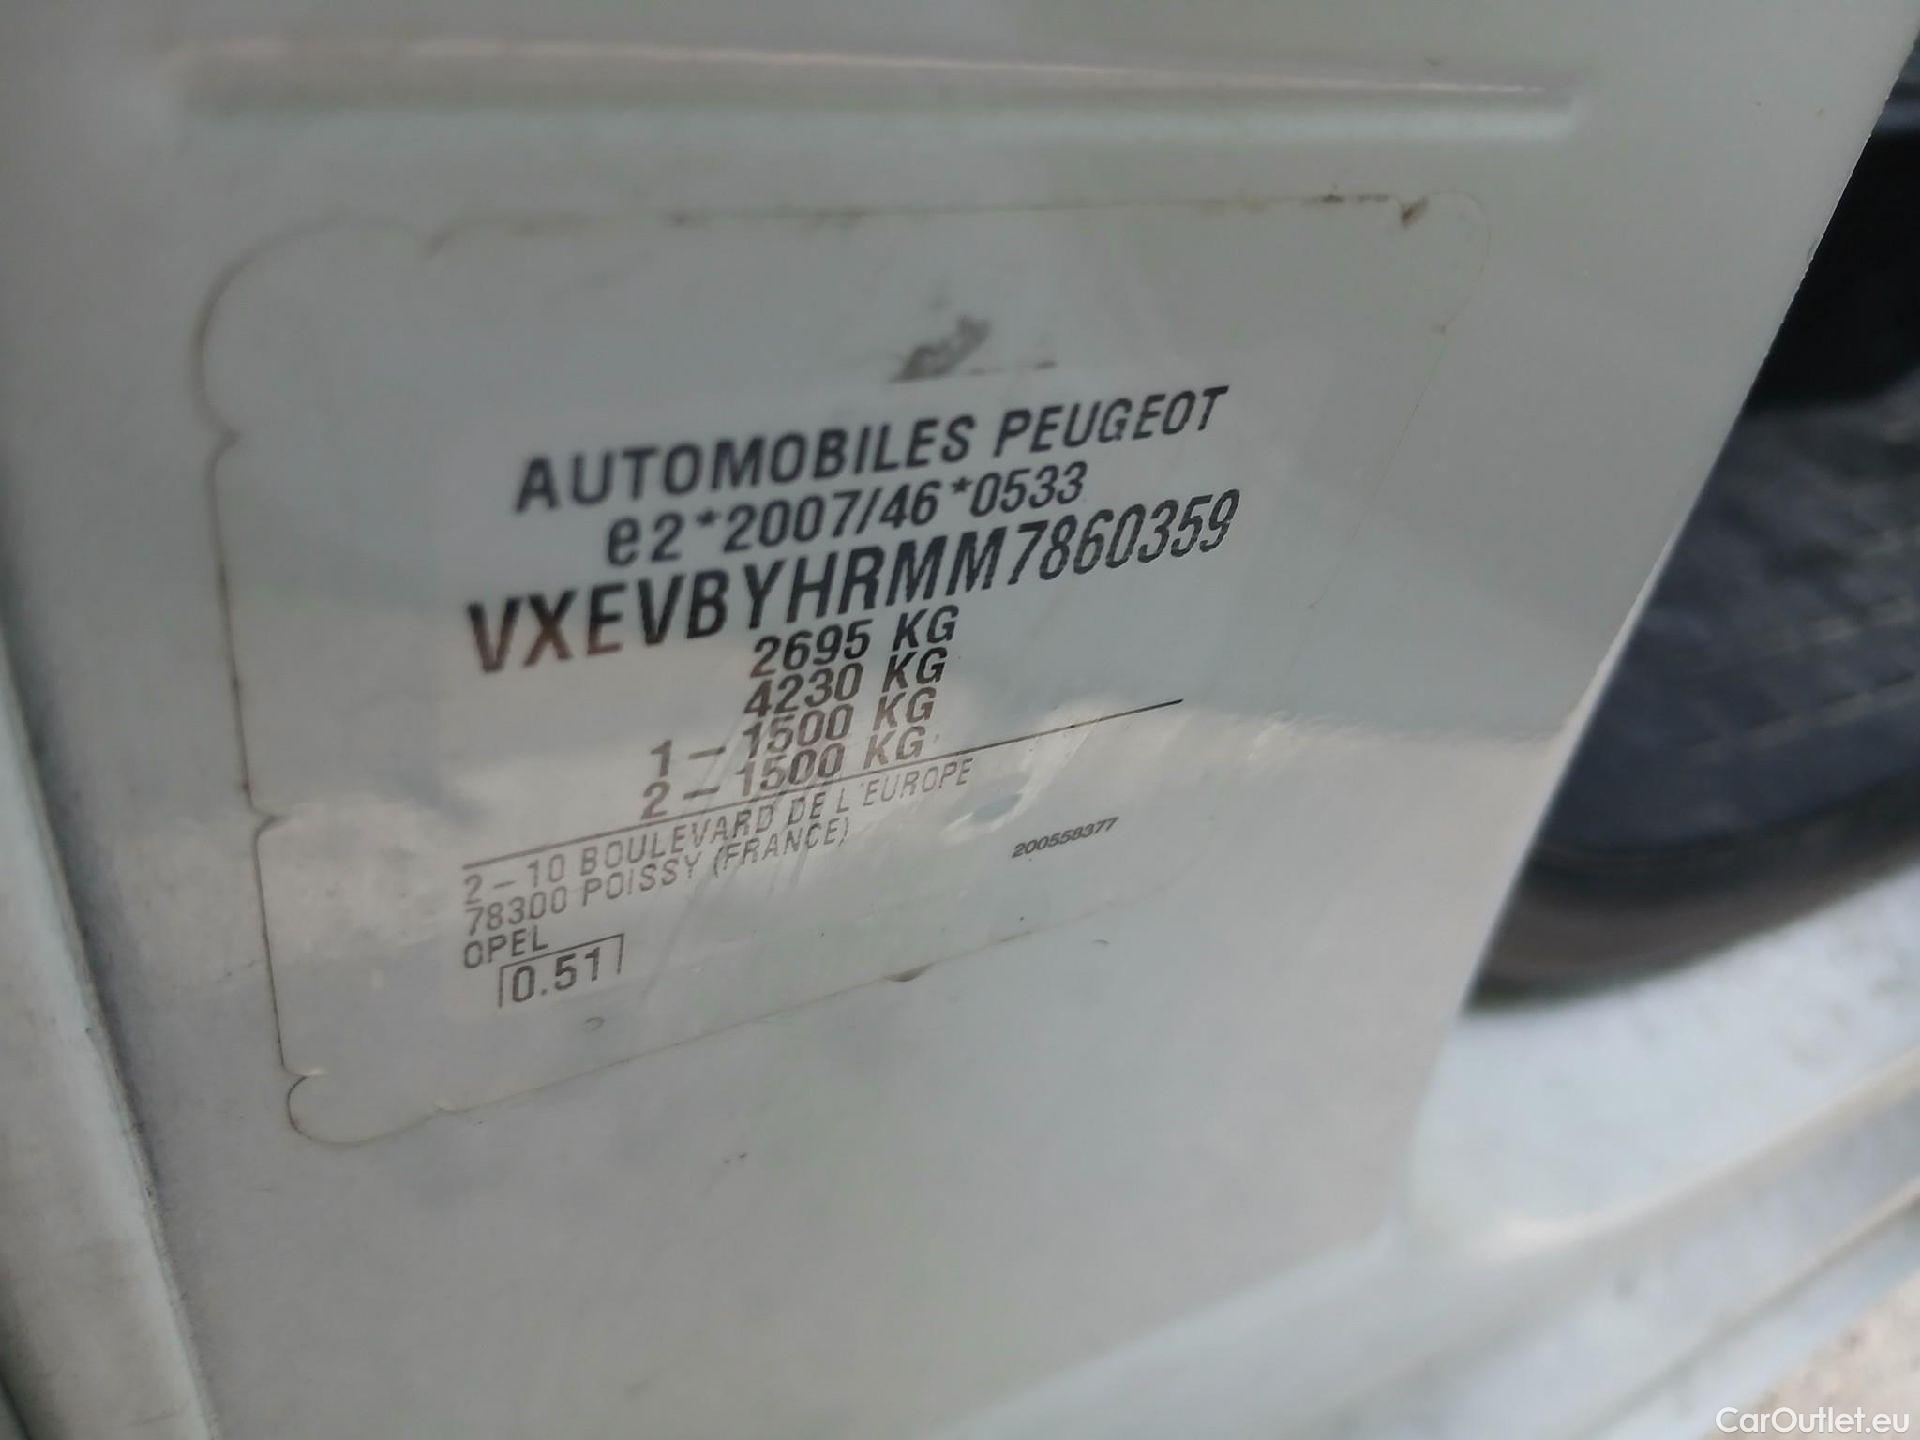 AUTOMOBILES PEUGEOT
e2*2007/46*0533
VXEVBYHRMM7860359
2695 KG
4230 KG
1-1500 KG
2-1500 KG
2-10 BOULEVARD DE L'EUROPE
78300 POISSY (FRANCE)
200558377
OPEL
0.51
CarOutlet.eu